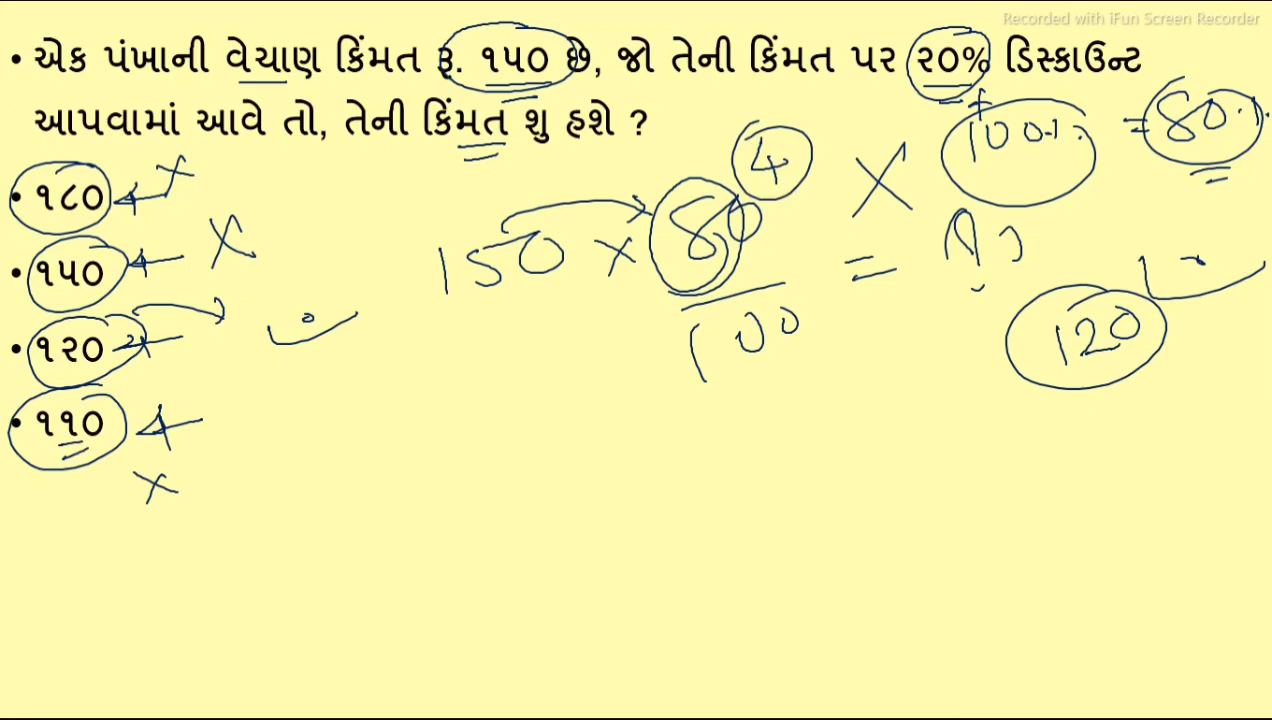 Recorded with iFun Screen Recorder
• એક પંખાની વેચાણ કિંમત રૂ. ૧૫૦ છે, જો તેની કિંમત પર ૨૦% ડિસ્કાઉન્ટ
આપવામાં આવે તો, તેની કિંમત શુ હશે ?
100% = 80%
• ૧૮૦
4
150 × 80 =
100
• ૧૫૦
• ૧૨૦
120
• ૧૧૦